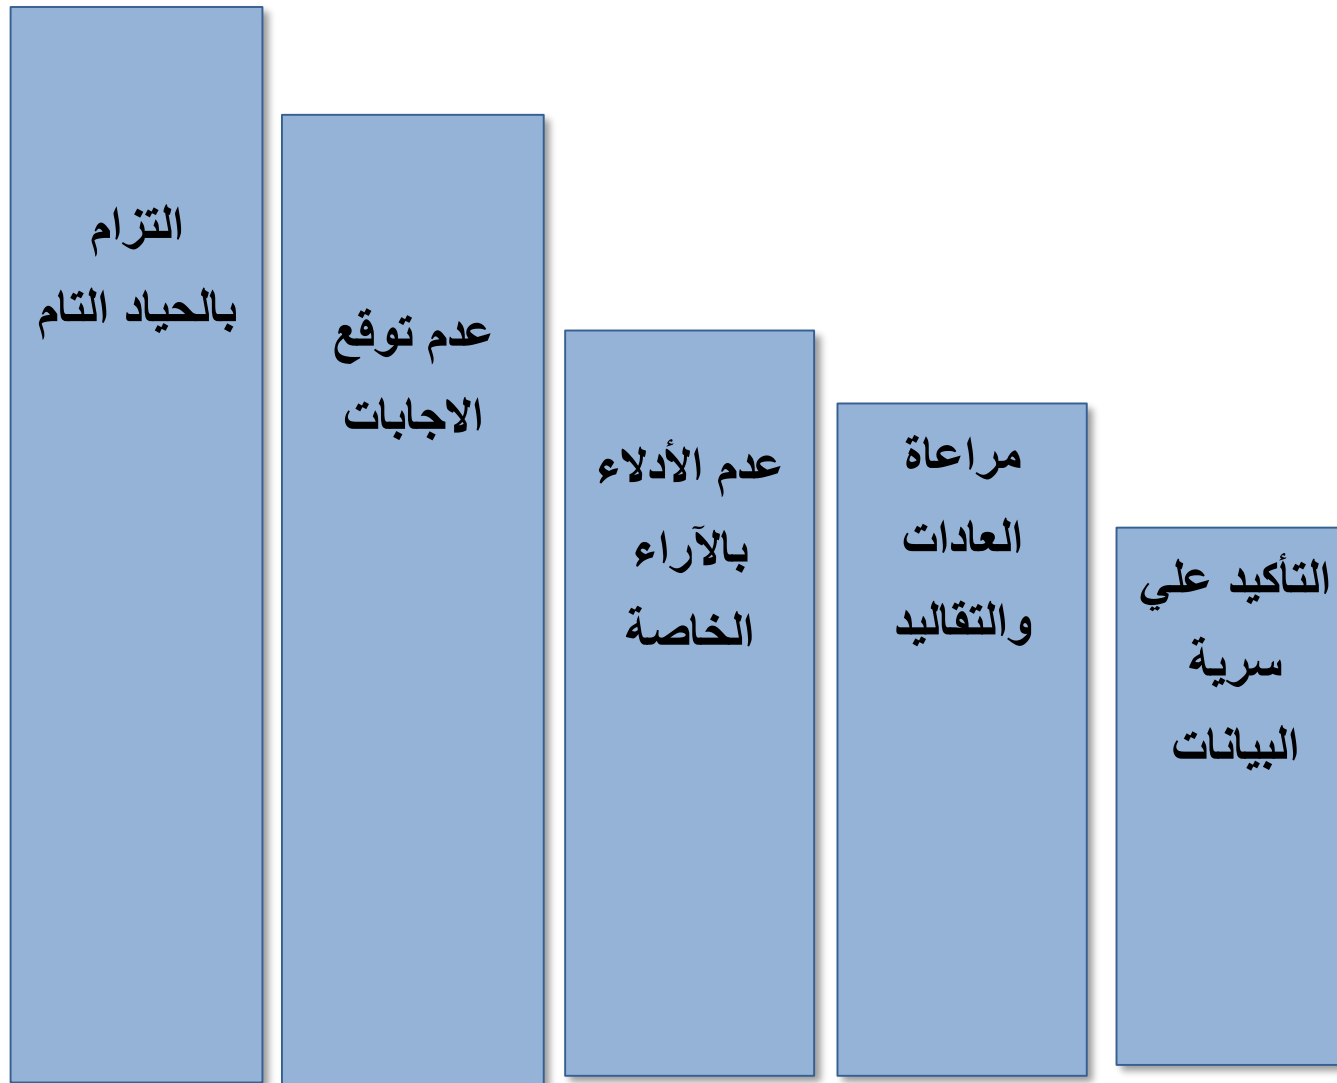 التأكيد علي
سرية
البيانات
مراعاة
العادات
والتقاليد
عدم الأدلاء
بالآراء
الخاصة
عدم توقع
الاجابات
التزام
بالحياد التام